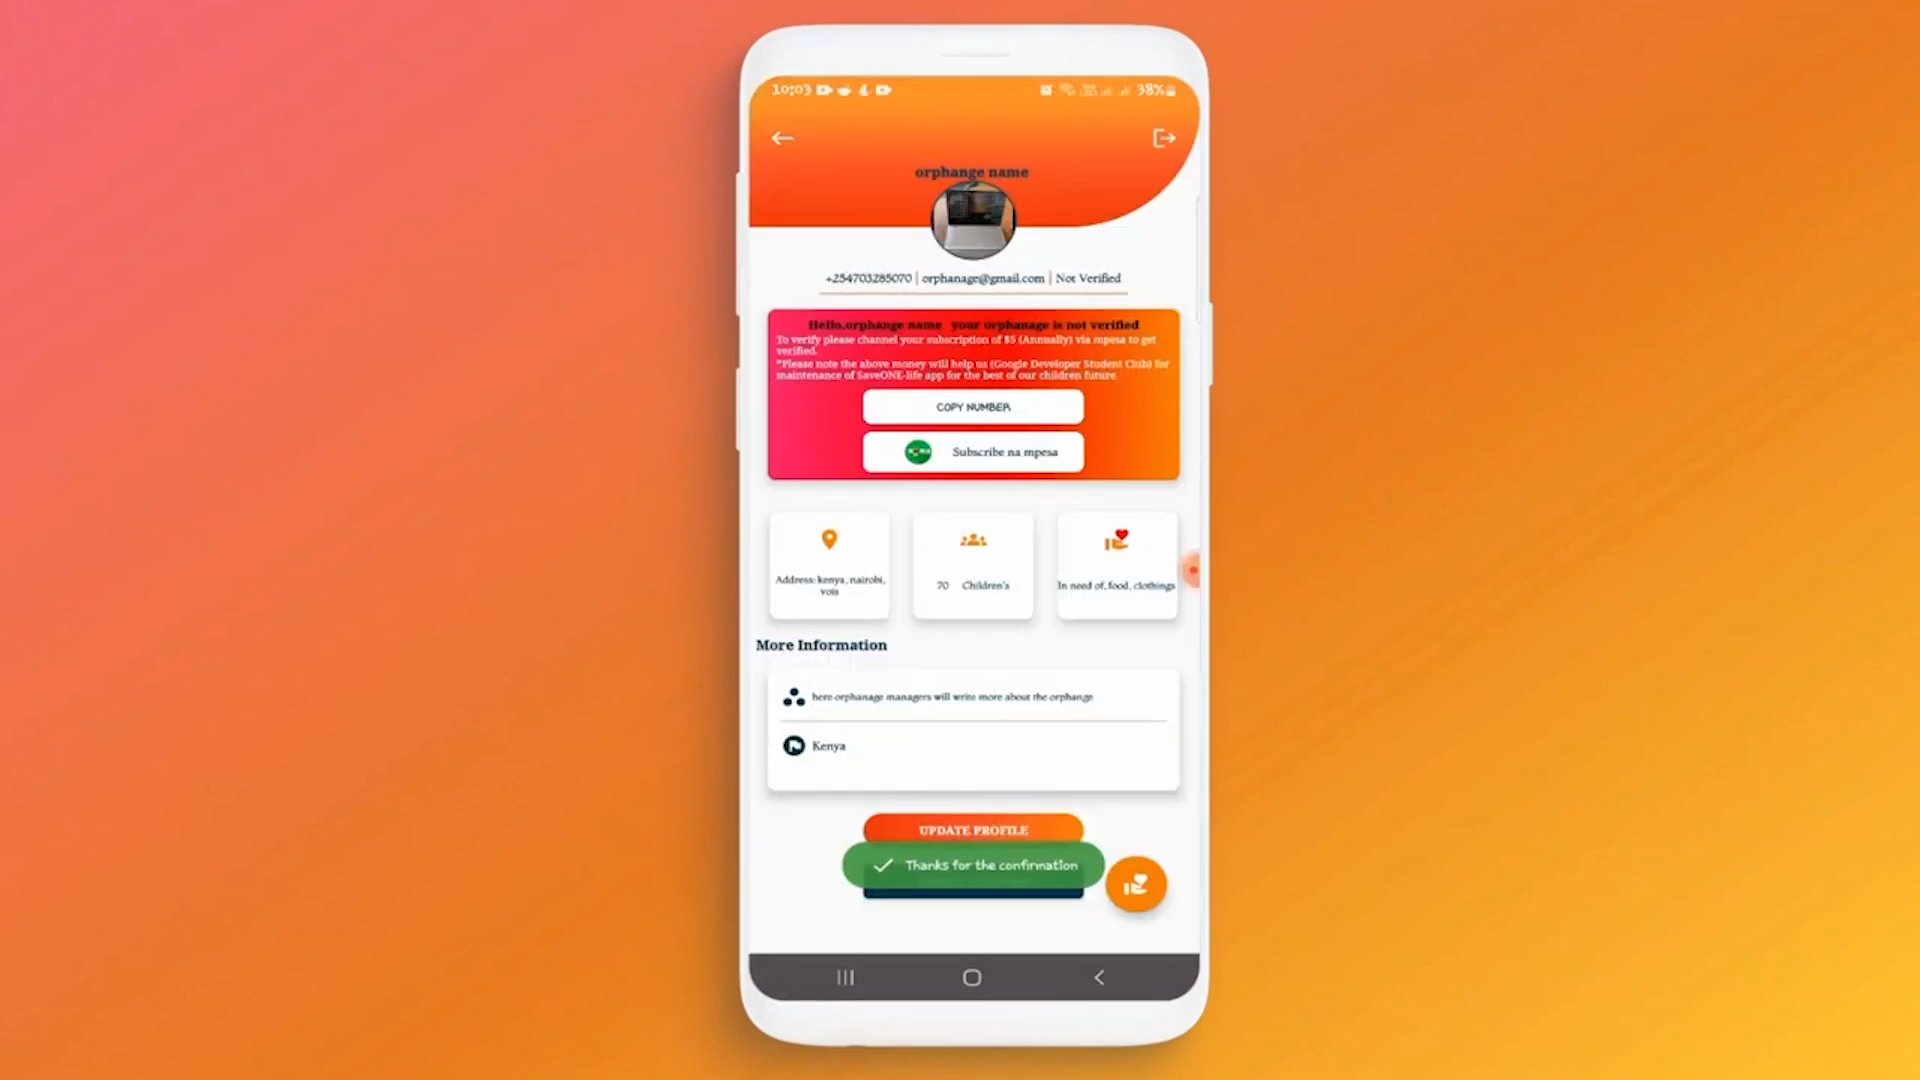 10:03 38%
orphange name
+254703285070 | orphanage@gmail.com | Not Verified
Hello,orphange name your orphanage is not verified
To verify please channel your subscription of $5 (Annually) via mpesa to get
verified.
*Please note the above money will help us (Google Developer Student Club) for
maintenance of SaveONE-life app for the best of our children future.
COPY NUMBER
Subscribe na mpesa
Address: kenya, nairobi,
vois
70 Children's
In need of, food, clothings
More Information
here orphanage managers will write more about the orphange
Kenya
UPDATE PROFILE
Thanks for the confirmation